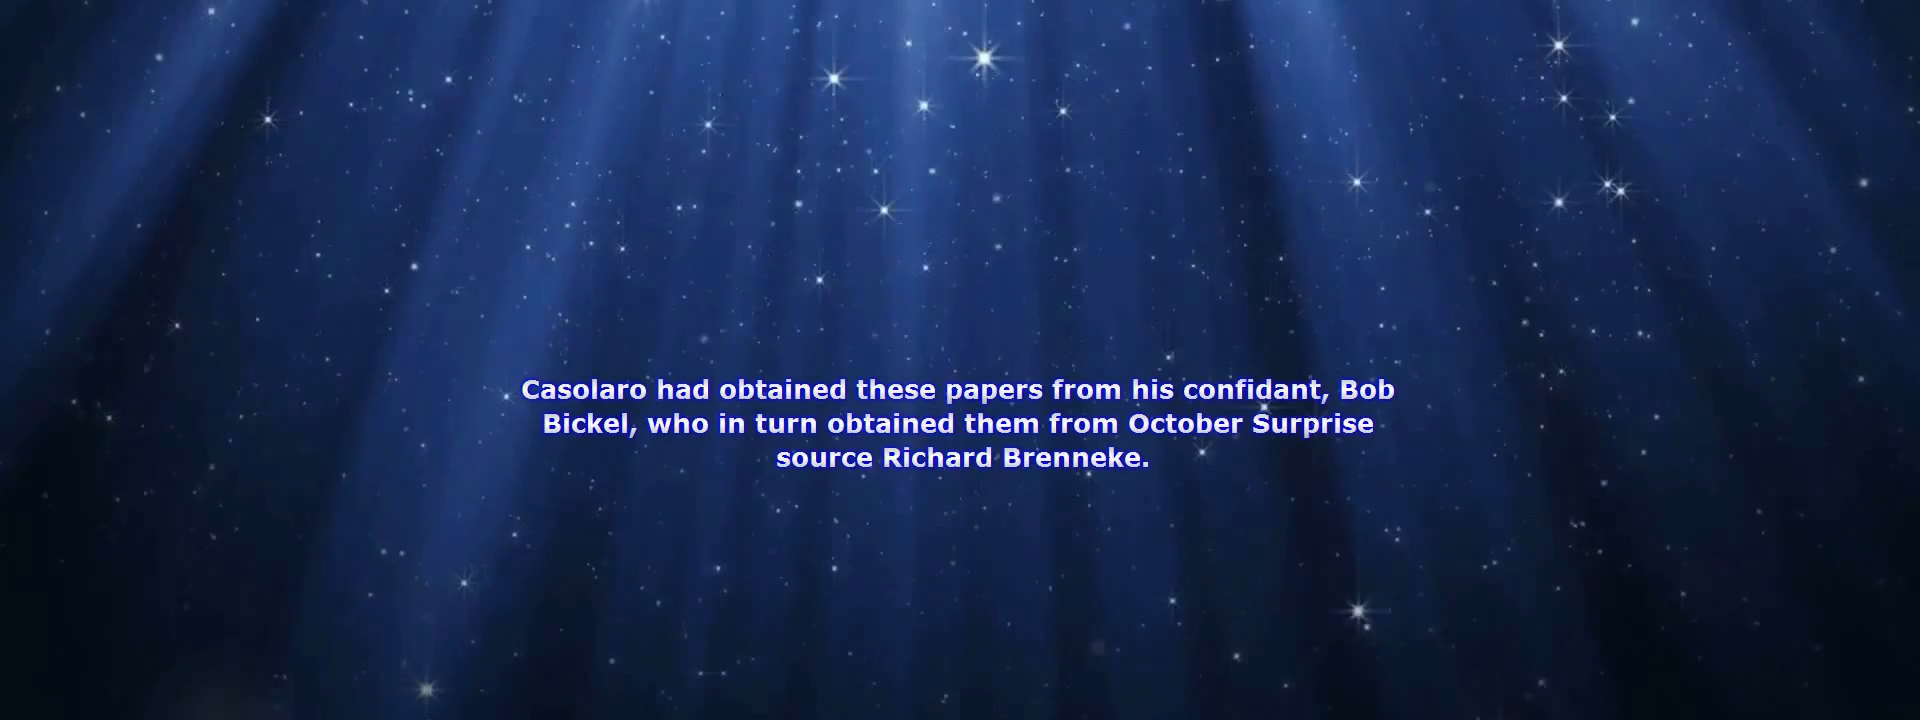 Casolaro had obtained these papers from his confidant, Bob
Bickel, who in turn obtained them from October Surprise
source Richard Brenneke.